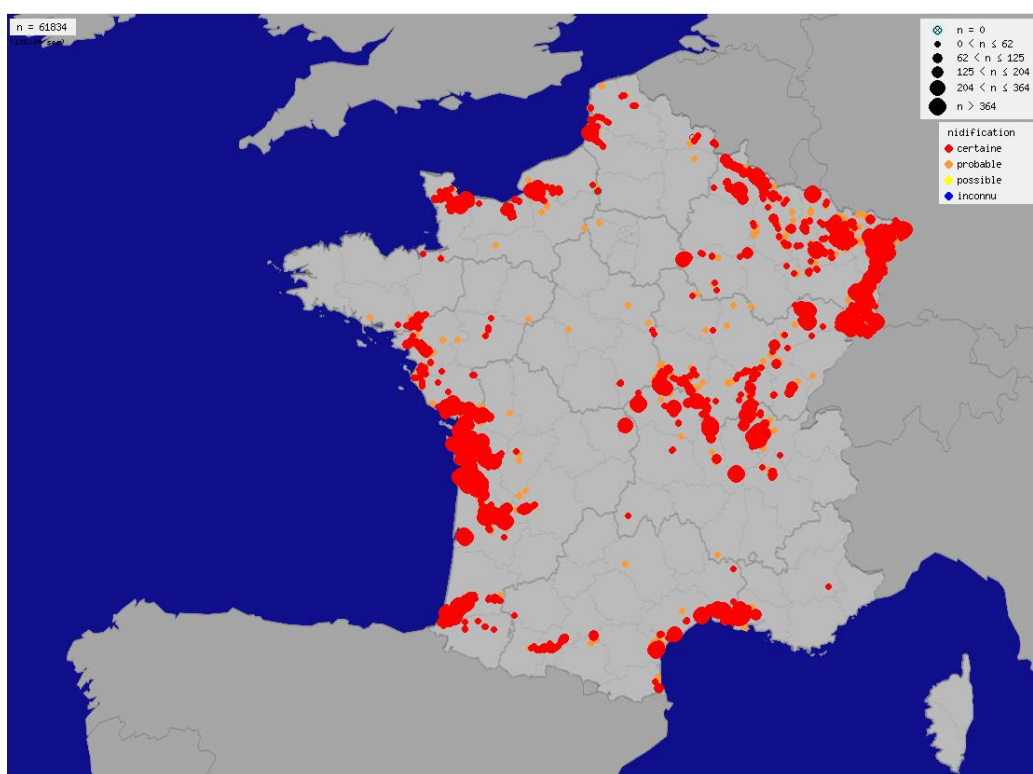 n = 61834
n = 0
0 < n ≤ 62
62 < n ≤ 125
125 < n ≤ 204
204 < n ≤ 364
n > 364
nidification
certaine
probable
possible
inconnu